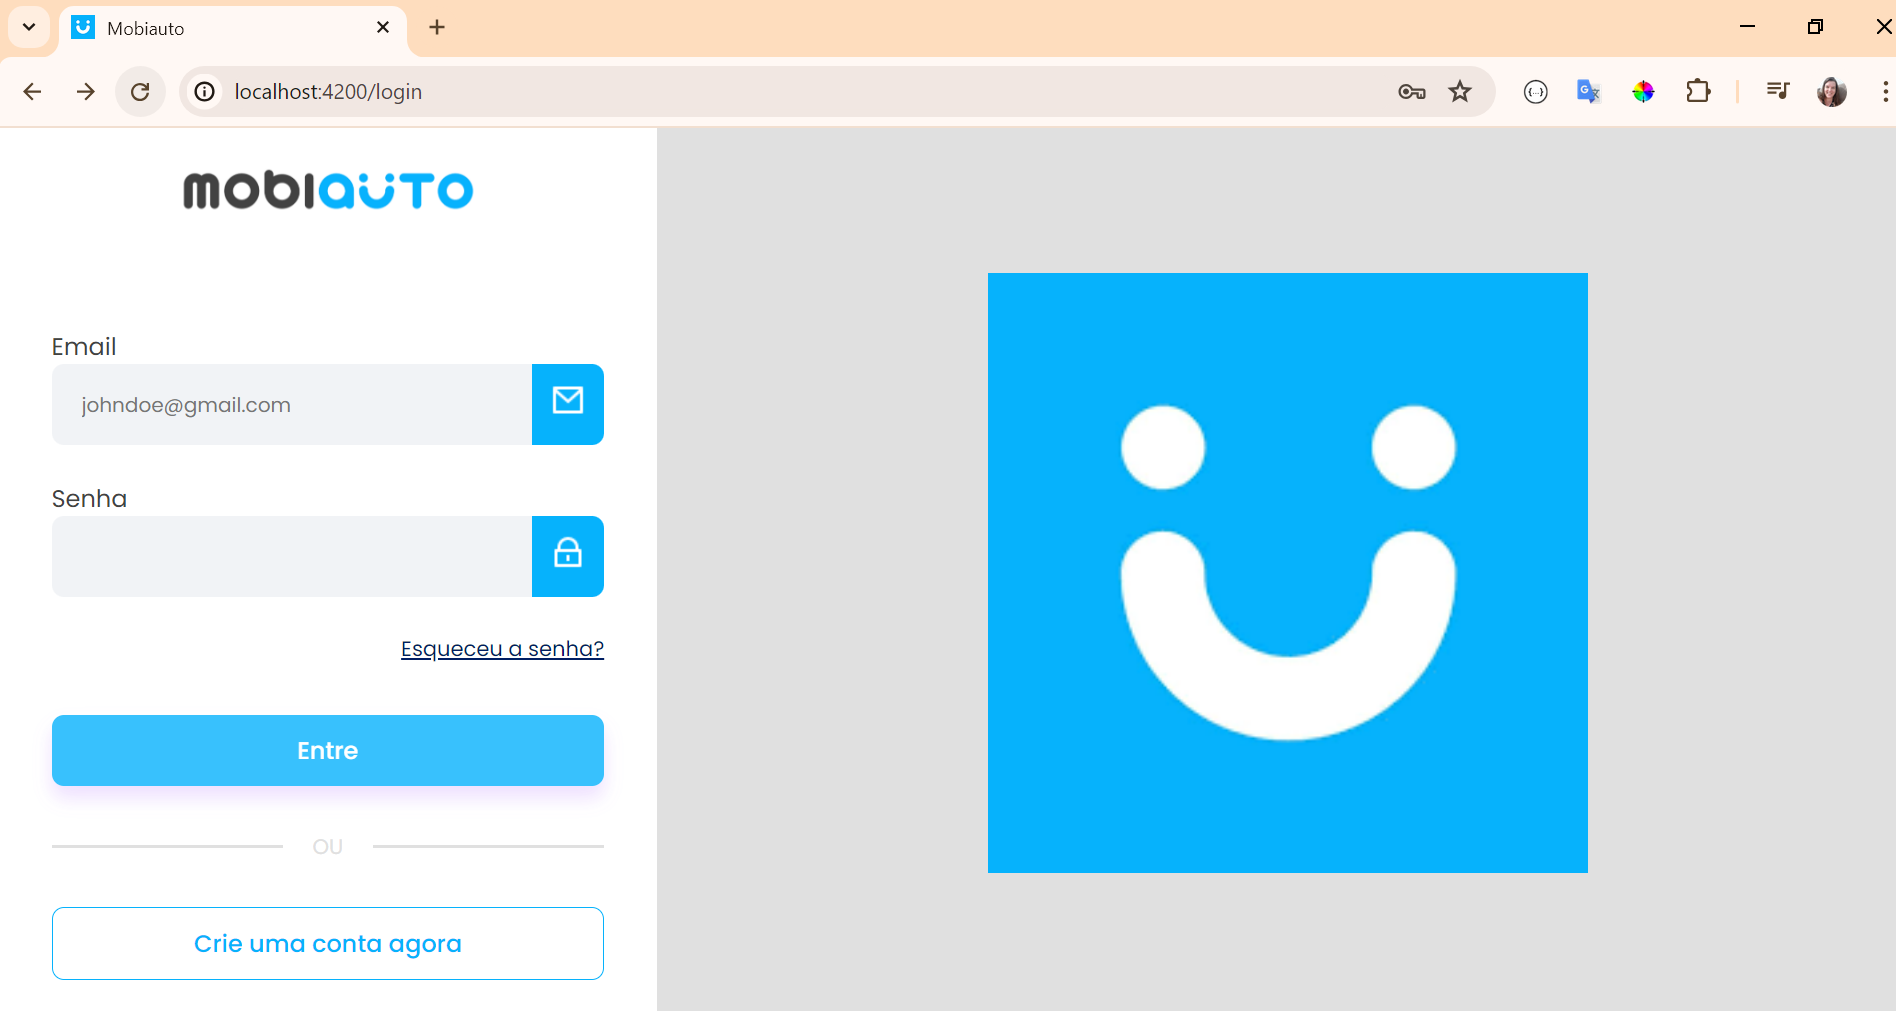 Mobiauto
localhost:4200/login
mobiauto
Email
johndoe@gmail.com
Senha
Esqueceu a senha?
Entre
OU
Crie uma conta agora